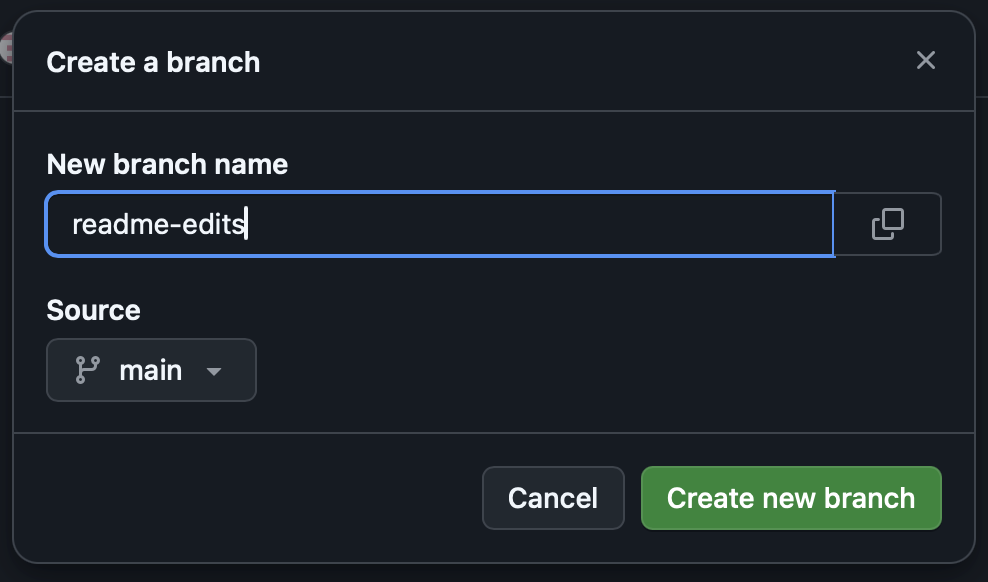 Create a branch
New branch name
readme-edits
Source
main
Cancel
Create new branch